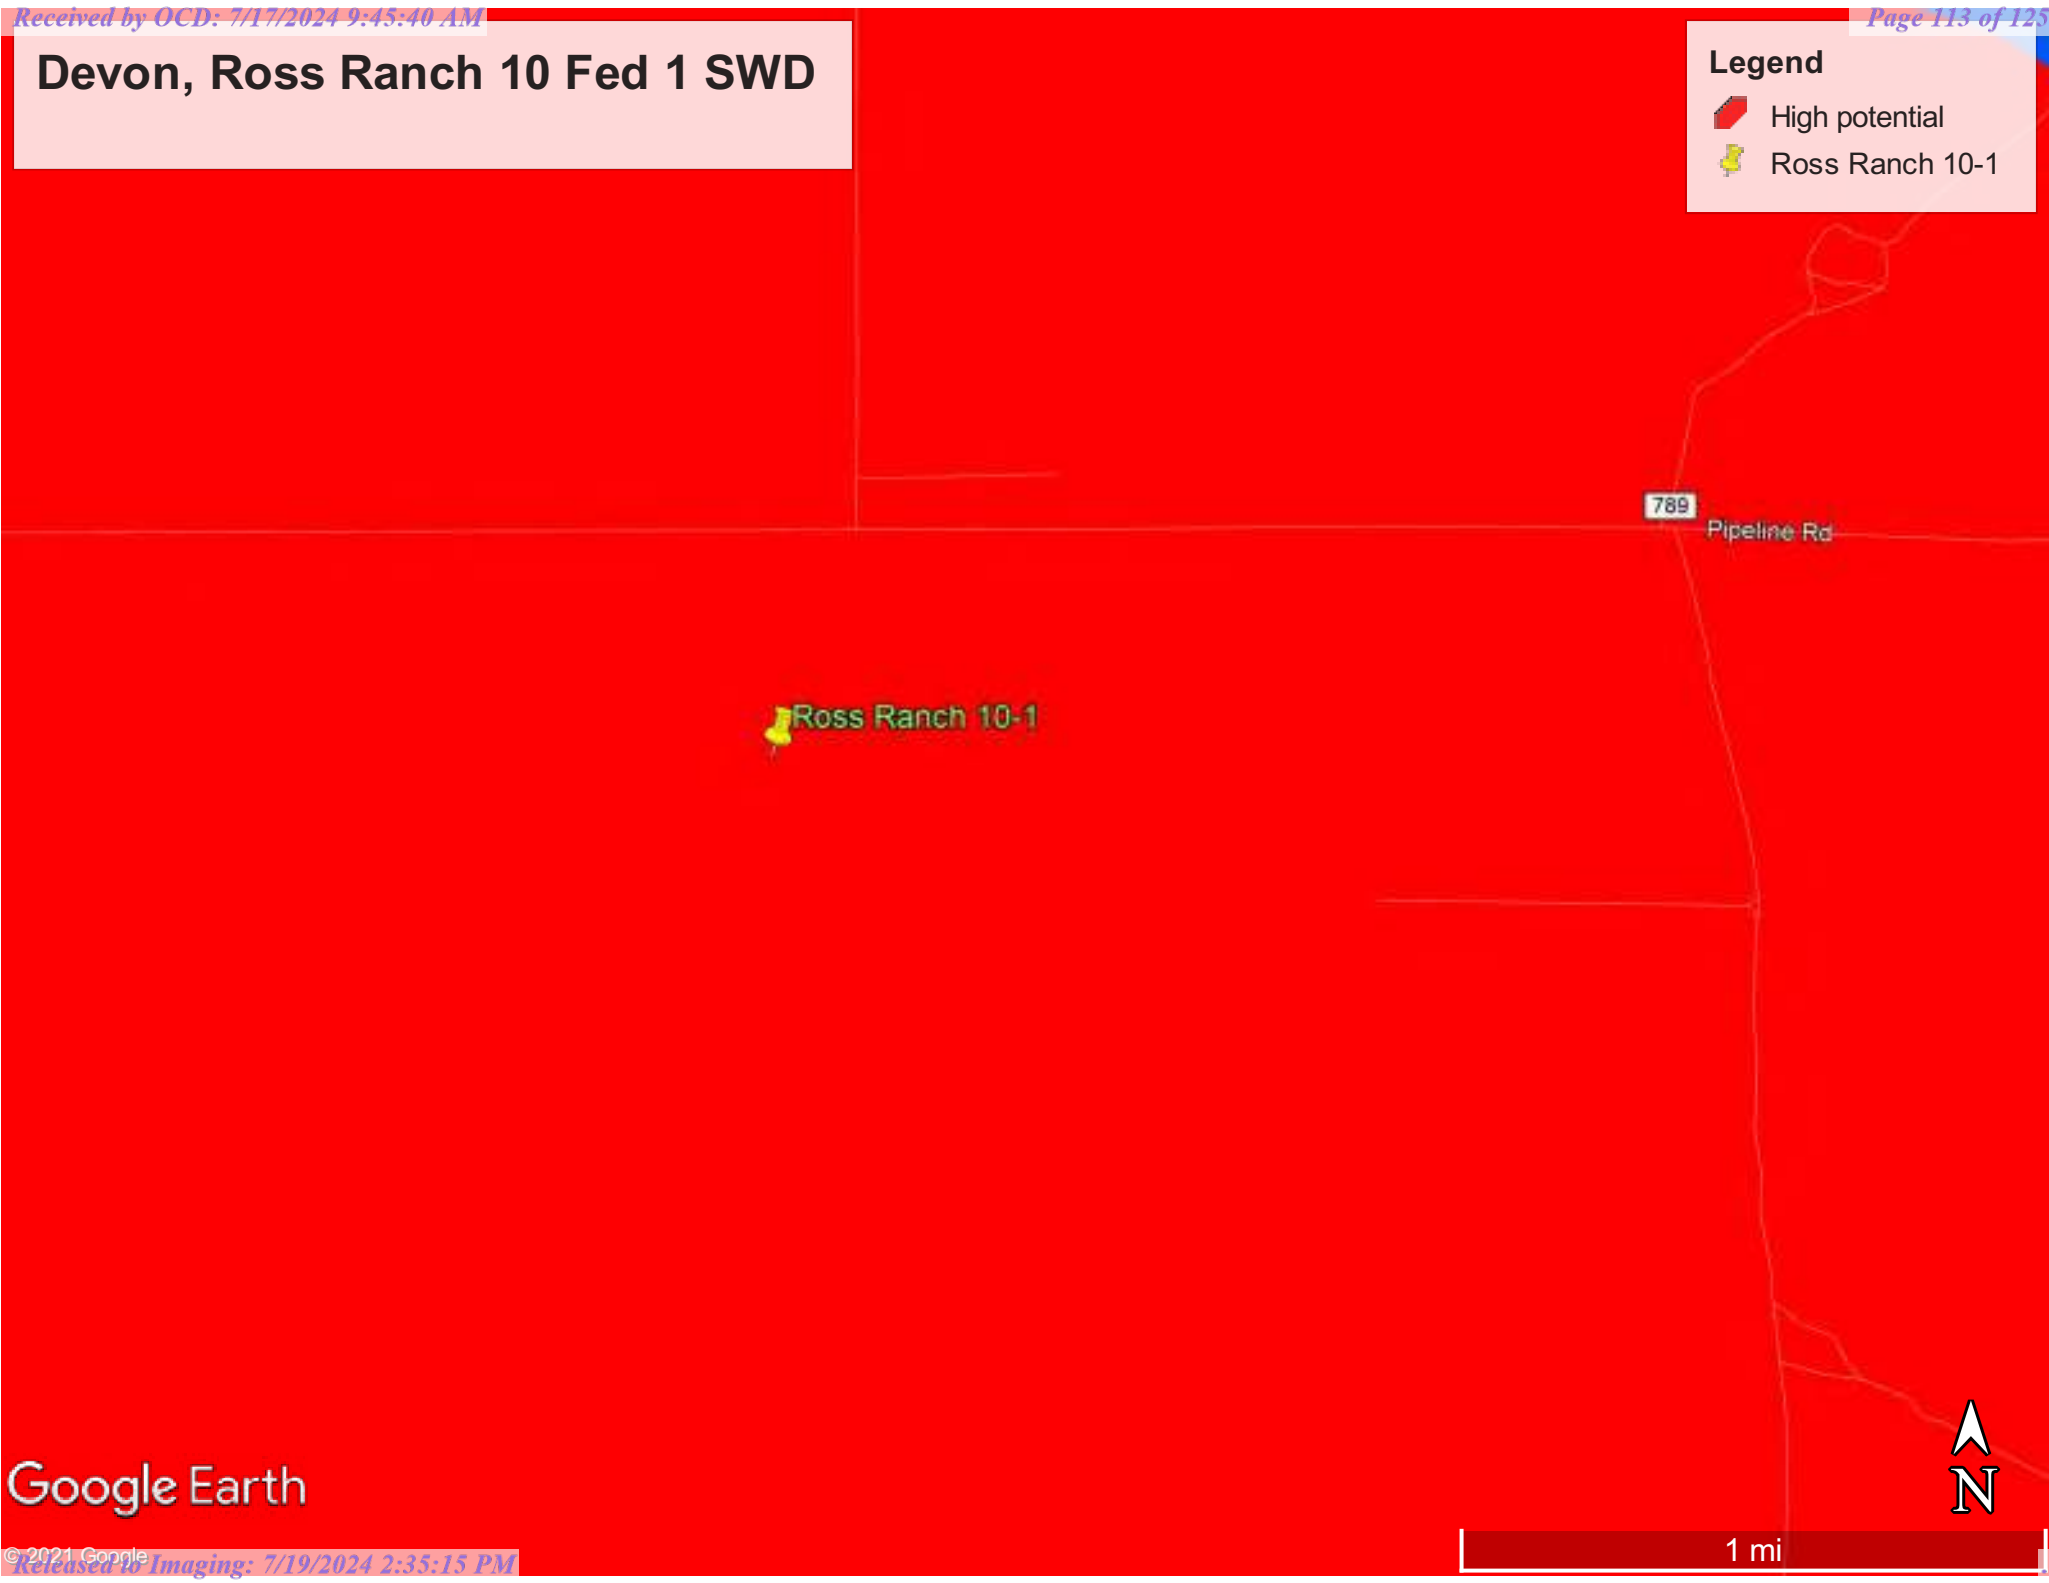 Received by OCD: 7/17/2024 9:45:40 AM
Page 113 of 125
Devon, Ross Ranch 10 Fed 1 SWD
Legend
High potential
Ross Ranch 10-1
789
Pipeline Rd
Ross Ranch 10-1
N
Google Earth
© 2021 Google
Released to Imaging: 7/19/2024 2:35:15 PM
1 mi